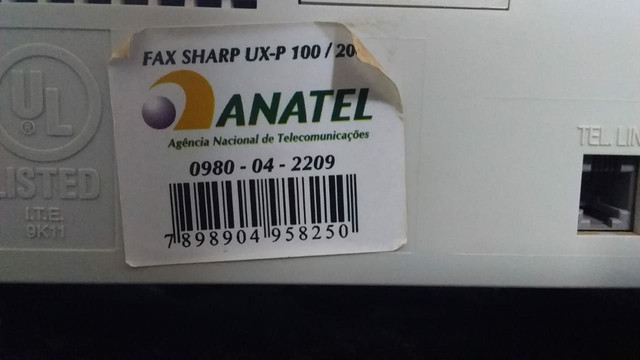 FAX SHARP UX-P 100 / 20
ANATEL
Agência Nacional de Telecomunicações
0980 - 04 - 2209
7 898904 958250
UL
®
LISTED
I.T.E.
9K11
TEL. LIN